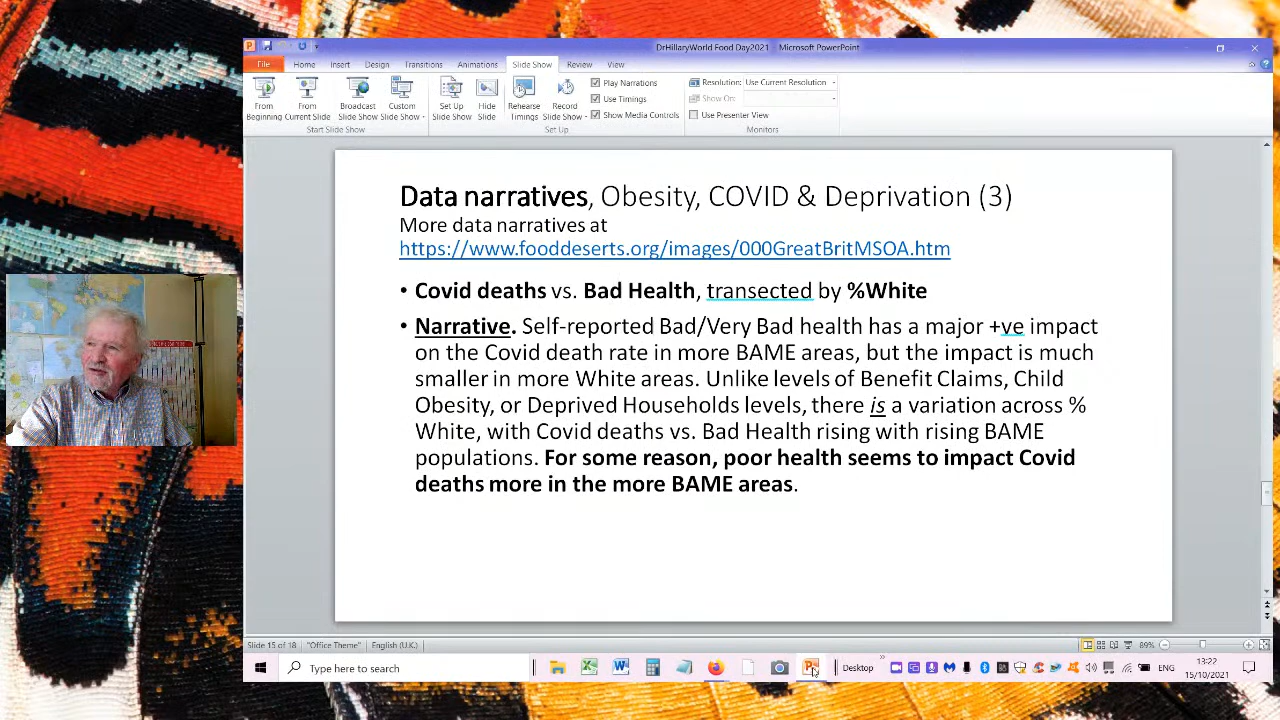 DrHillaryWorld Food Day2021 - Microsoft PowerPoint
File Home Insert Design Transitions Animations Slide Show Review View
From Beginning
From Current Slide
Broadcast Slide Show
Custom Slide Show
Start Slide Show
Set Up Slide Show
Hide Slide
Rehearse Timings
Record Slide Show
Play Narrations
Use Timings
Show Media Controls
Set Up
Resolution: Use Current Resolution
Show On:
Use Presenter View
Monitors
Data narratives, Obesity, COVID & Deprivation (3)
More data narratives at
https://www.fooddeserts.org/images/000GreatBritMSOA.htm
• Covid deaths vs. Bad Health, transected by %White
• Narrative. Self-reported Bad/Very Bad health has a major +ve impact
on the Covid death rate in more BAME areas, but the impact is much
smaller in more White areas. Unlike levels of Benefit Claims, Child
Obesity, or Deprived Households levels, there is a variation across %
White, with Covid deaths vs. Bad Health rising with rising BAME
populations. For some reason, poor health seems to impact Covid
deaths more in the more BAME areas.
Slide 15 of 18 "Office Theme" English (U.K.) 89%
Type here to search Desktop ENG 13:22
15/10/2021